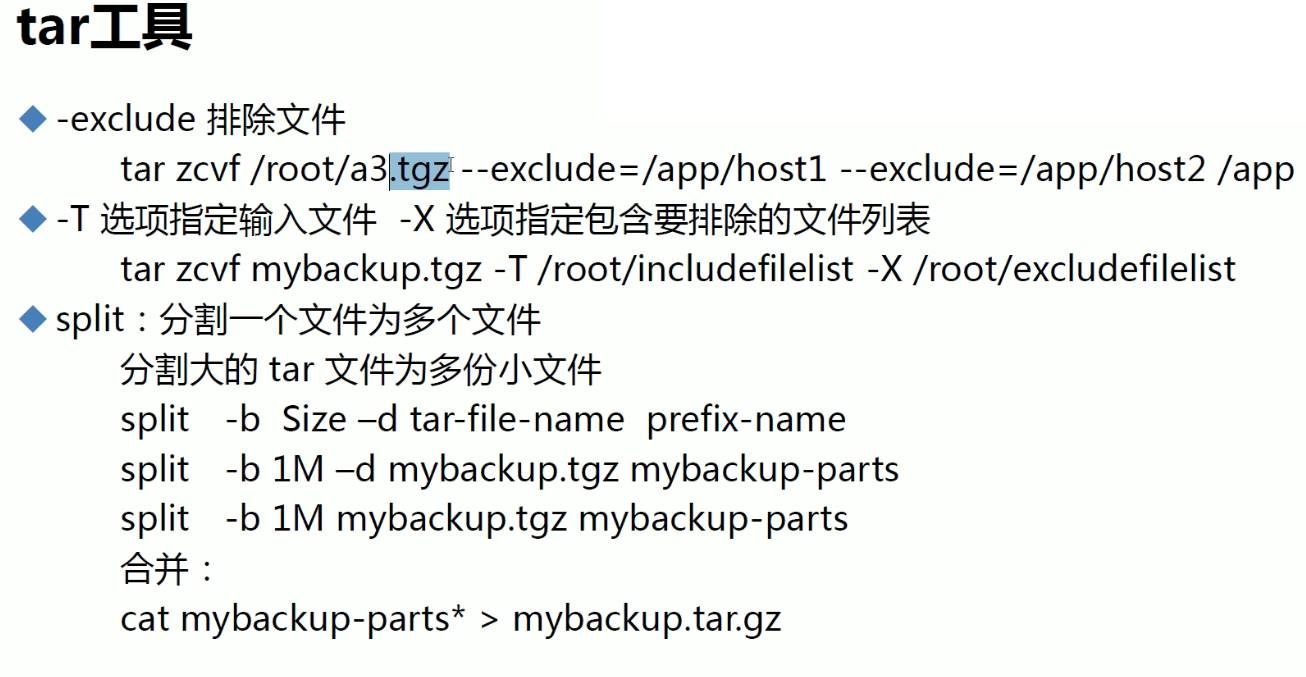 tar工具
-exclude 排除文件
tar zcvf /root/a3.tgz --exclude=/app/host1 --exclude=/app/host2 /app
-T 选项指定输入文件 -X 选项指定包含要排除的文件列表
tar zcvf mybackup.tgz -T /root/includefilelist -X /root/excludefilelist
split：分割一个文件为多个文件
分割大的 tar 文件为多份小文件
split -b Size –d tar-file-name prefix-name
split -b 1M –d mybackup.tgz mybackup-parts
split -b 1M mybackup.tgz mybackup-parts
合并：
cat mybackup-parts* > mybackup.tar.gz